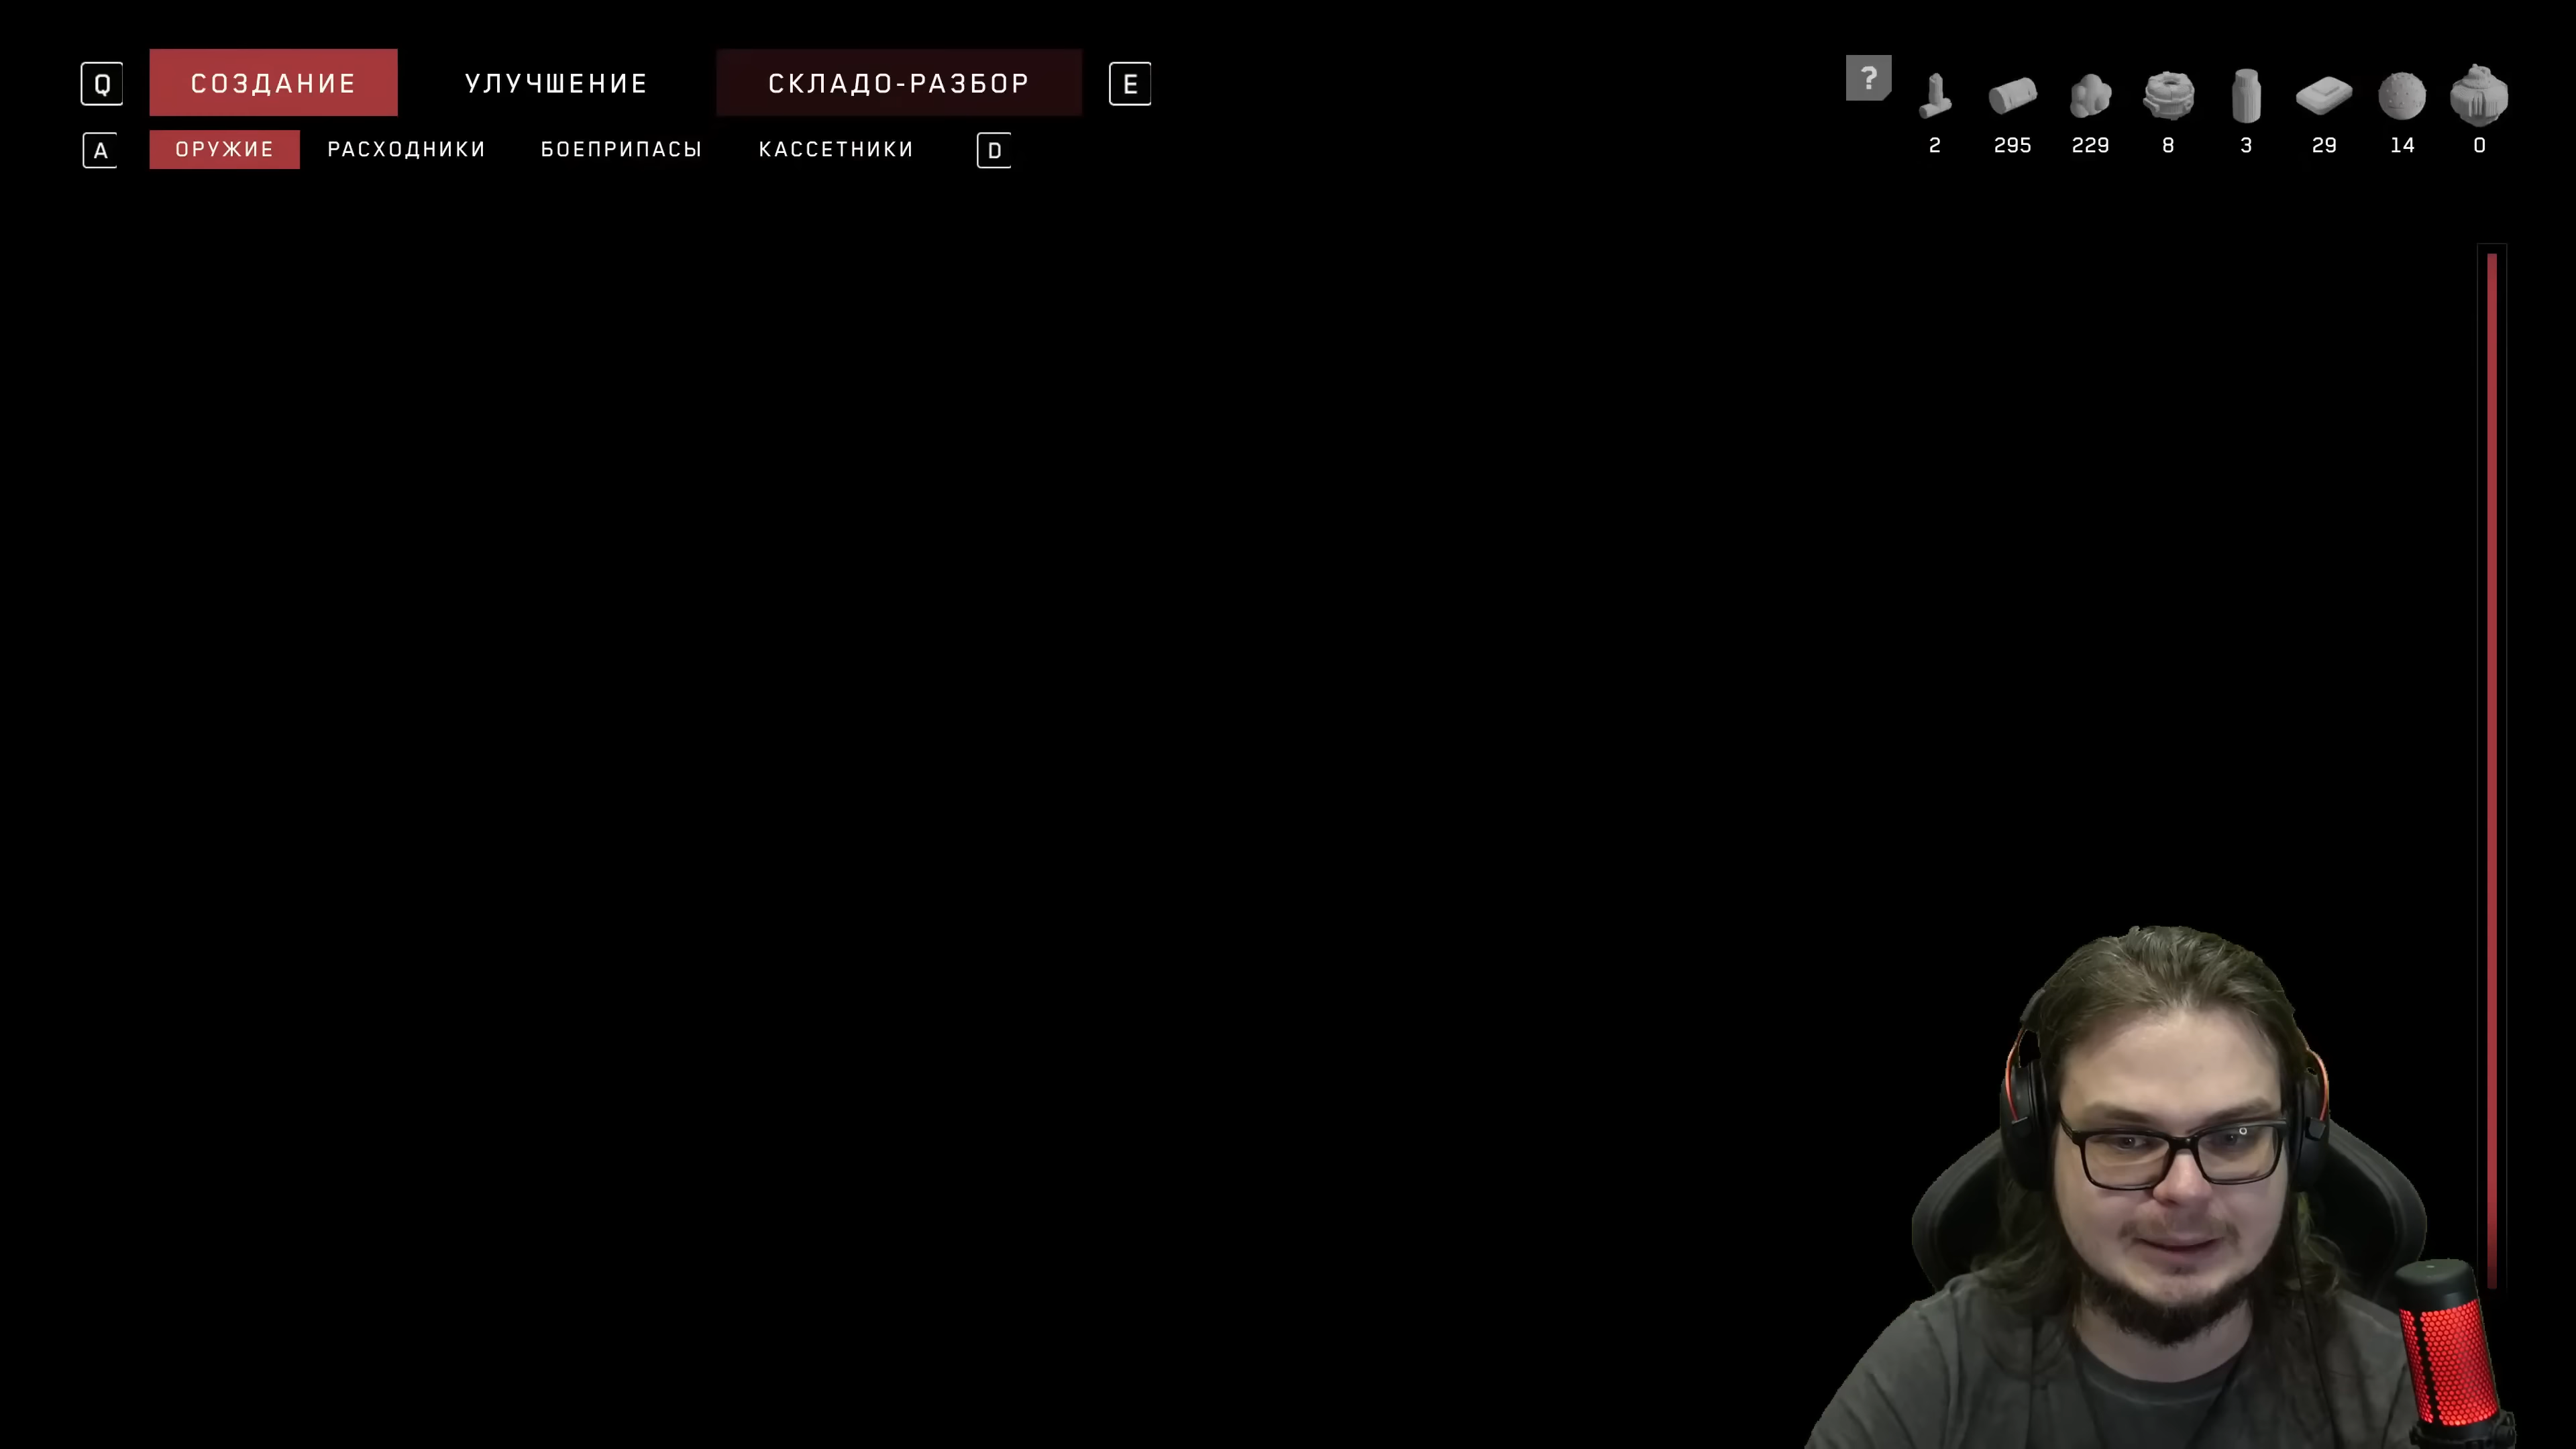 Q СОЗДАНИЕ УЛУЧШЕНИЕ СКЛАДО-РАЗБОР E ?
A ОРУЖИЕ РАСХОДНИКИ БОЕПРИПАСЫ КАССЕТНИКИ D 2 295 229 8 3 29 14 0